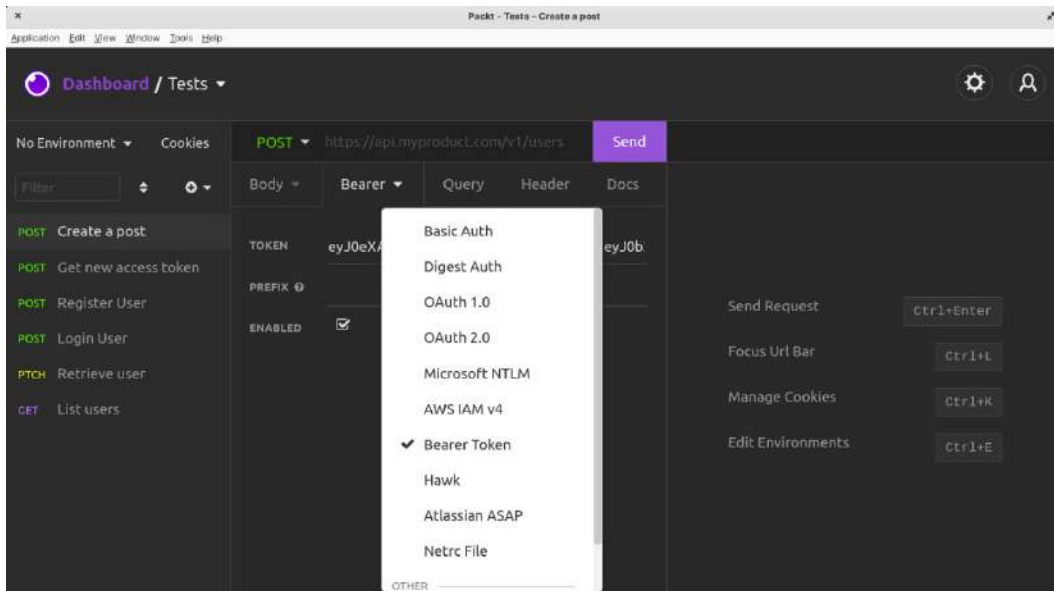 Packt - Tests - Create a post
Application Edit View Window Tools Help
Dashboard / Tests
No Environment Cookies
POST https://api.myproduct.com/v1/users Send
Filter
Body Bearer Query Header Docs
POST Create a post
POST Get new access token
POST Register User
POST Login User
PTCH Retrieve user
GET List users
TOKEN eyJ0eXA eyJ0b
PREFIX
ENABLED
Basic Auth
Digest Auth
OAuth 1.0
OAuth 2.0
Microsoft NTLM
AWS IAM v4
Bearer Token
Hawk
Atlassian ASAP
Netrc File
OTHER
Send Request Ctrl+Enter
Focus Url Bar Ctrl+L
Manage Cookies Ctrl+K
Edit Environments Ctrl+E